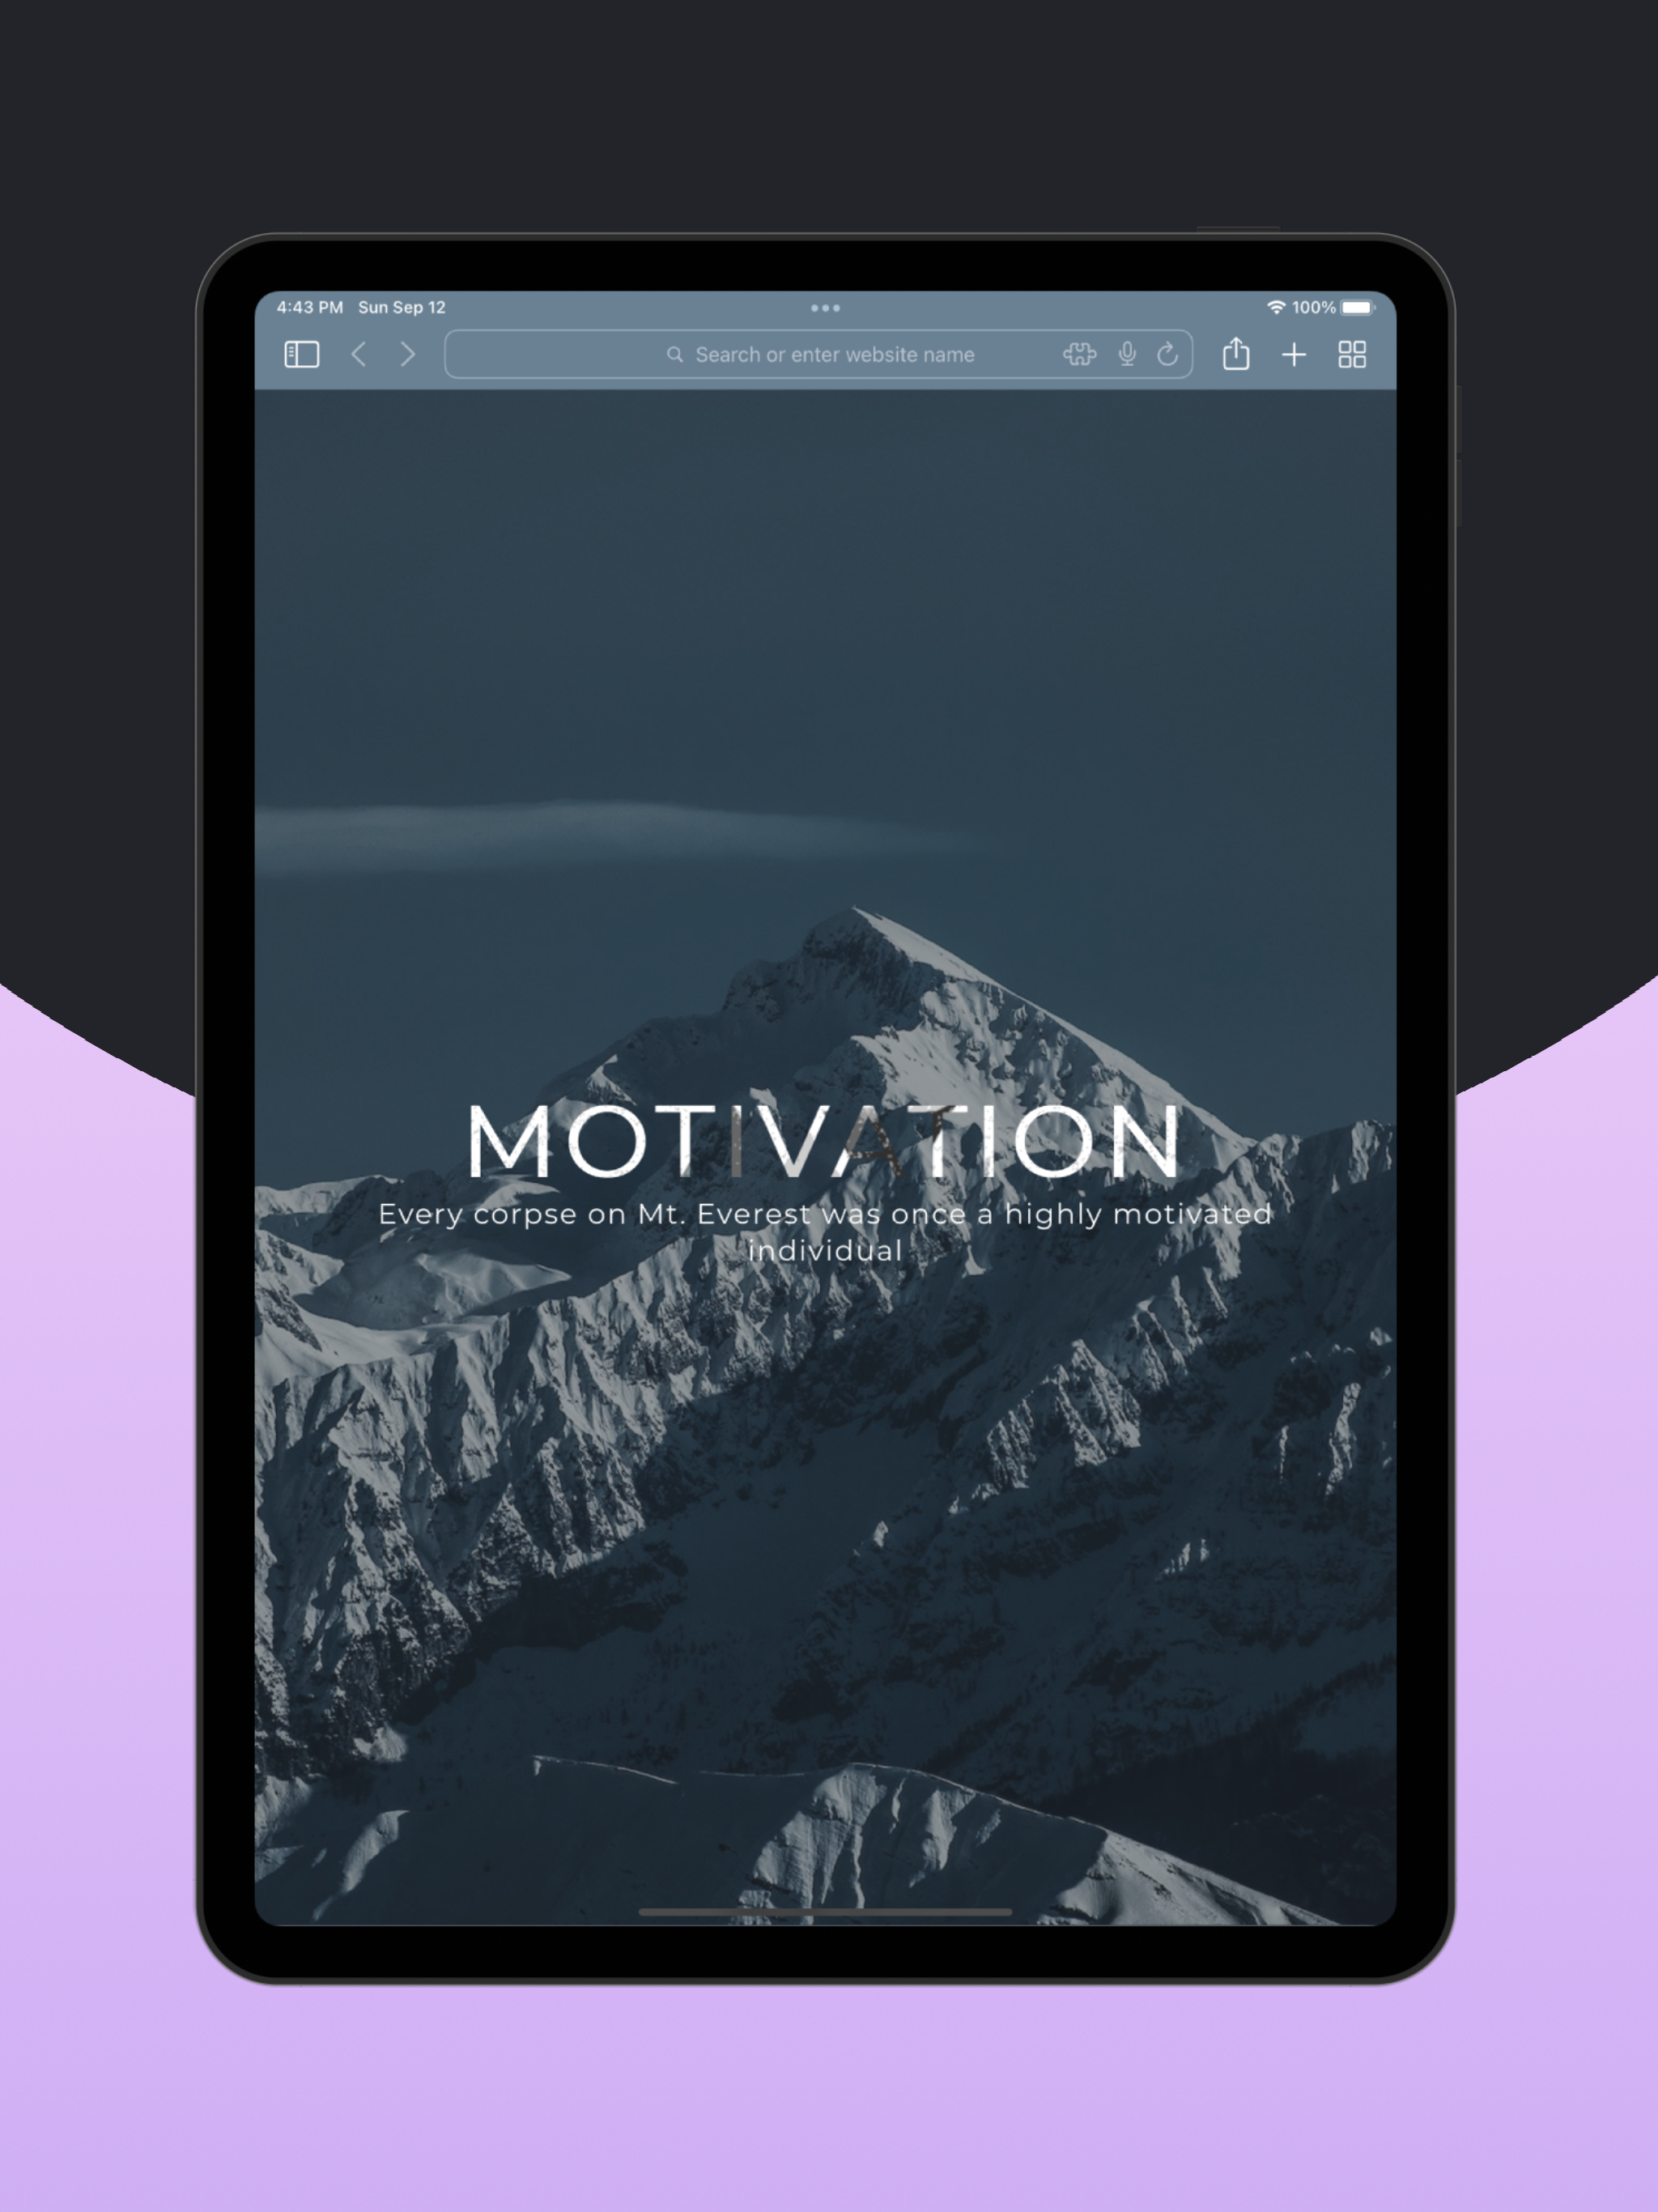 4:43 PM Sun Sep 12
100%
Search or enter website name
MOTIVATION
Every corpse on Mt. Everest was once a highly motivated
individual